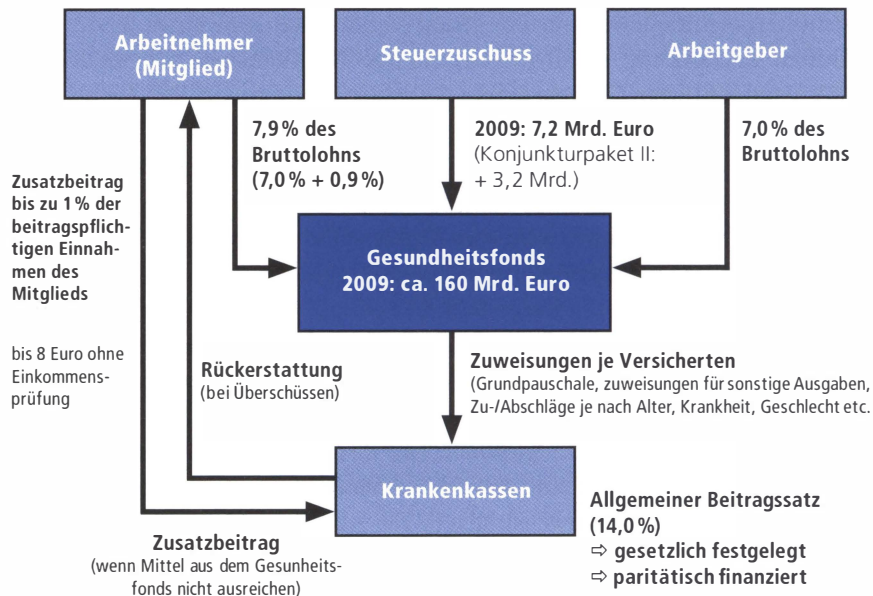 Arbeitnehmer
(Mitglied)
Steuerzuschuss
Arbeitgeber
7,9 % des
Bruttolohns
(7,0 % + 0,9 %)
2009: 7,2 Mrd. Euro
(Konjunkturpaket II:
+ 3,2 Mrd.)
7,0 % des
Bruttolohns
Zusatzbeitrag
bis zu 1 % der
beitragspflich-
tigen Einnah-
men des
Mitglieds
bis 8 Euro ohne
Einkommens-
prüfung
Gesundheitsfonds
2009: ca. 160 Mrd. Euro
Rückerstattung
(bei Überschüssen)
Zuweisungen je Versicherten
(Grundpauschale, zuweisungen für sonstige Ausgaben,
Zu-/Abschläge je nach Alter, Krankheit, Geschlecht etc.
Krankenkassen
Zusatzbeitrag
(wenn Mittel aus dem Gesunheits-
fonds nicht ausreichen)
Allgemeiner Beitragssatz
(14,0 %)
⇨ gesetzlich festgelegt
⇨ paritätisch finanziert